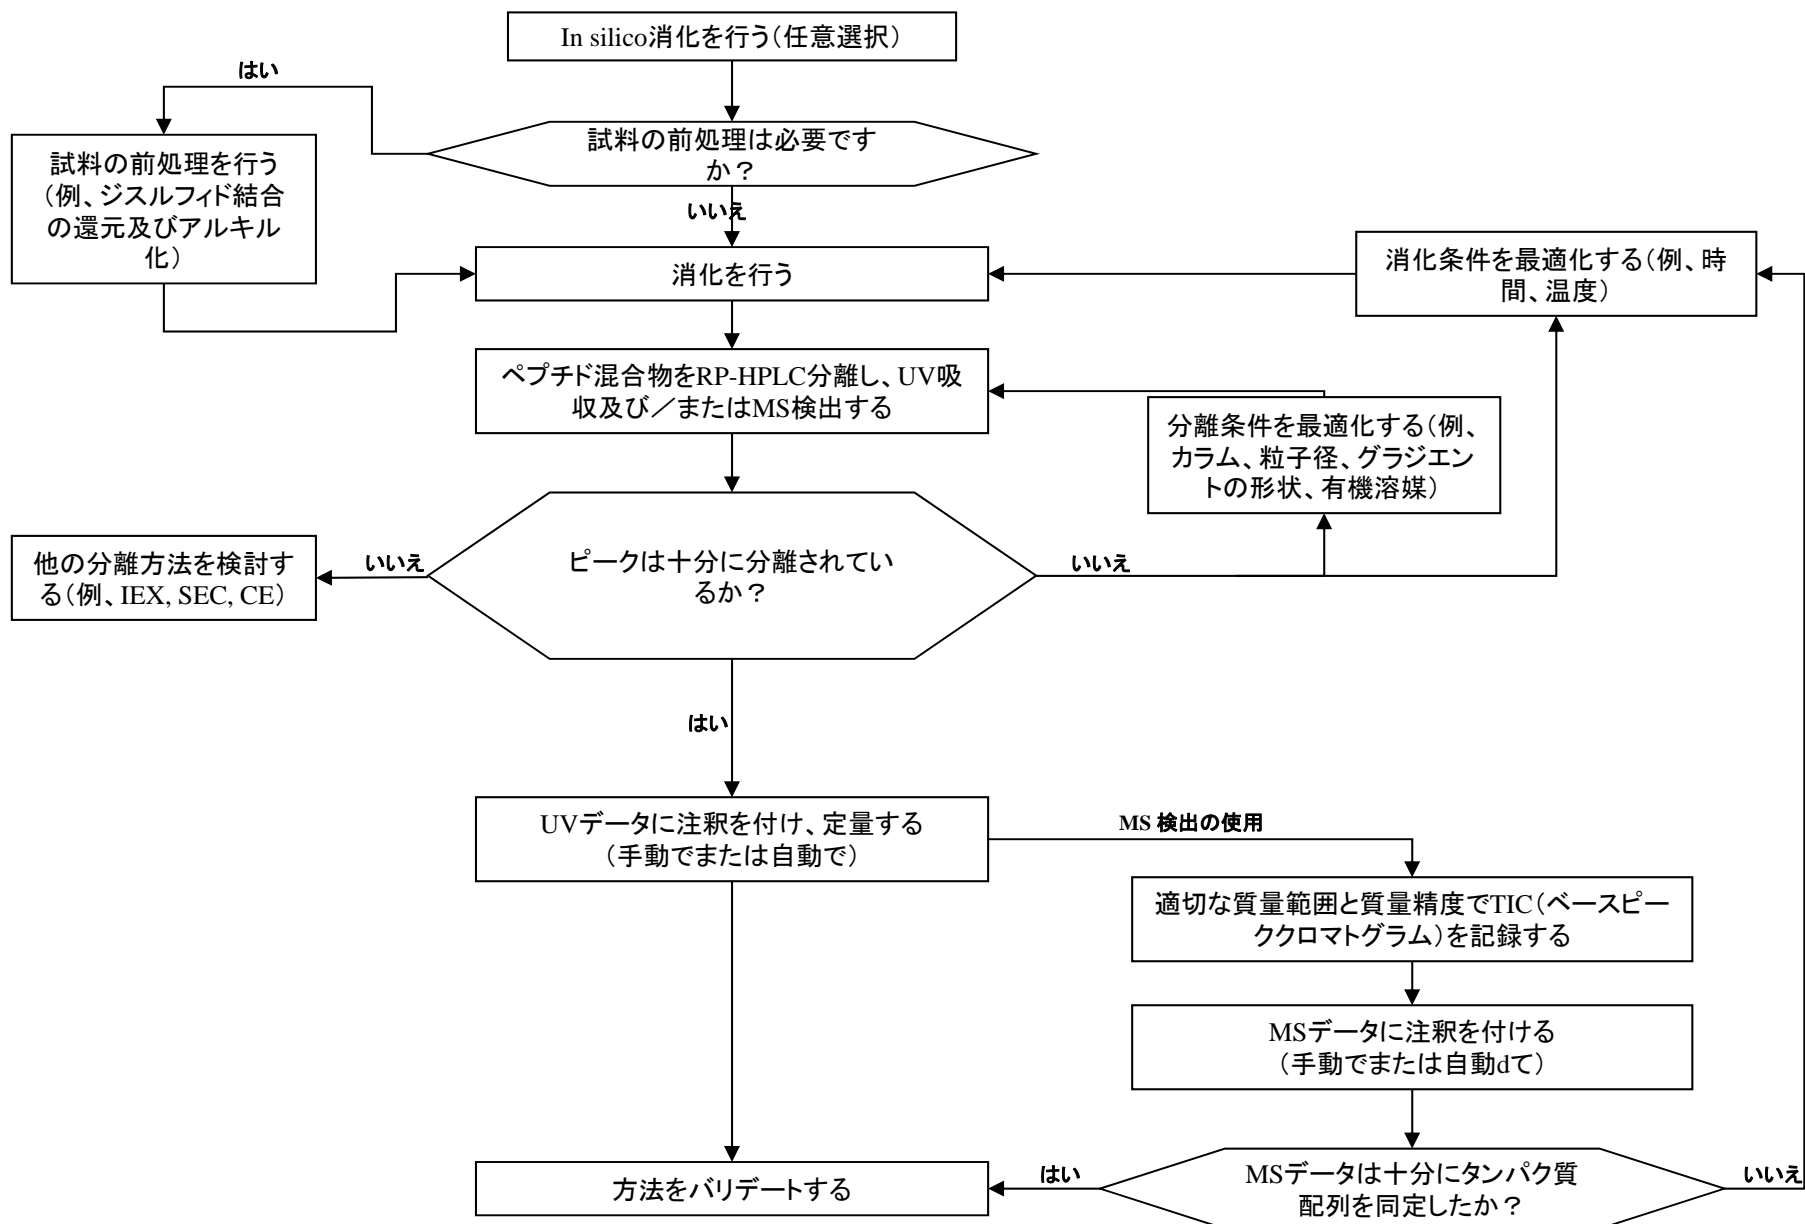 In silico消化を行う（任意選択）
はい
試料の前処理は必要です
か？
試料の前処理を行う
（例、ジスルフィド結合
の還元及びアルキル
化）
いいえ
消化を行う
消化条件を最適化する（例、時
間、温度）
ペプチド混合物をRP-HPLC分離し、UV吸
収及び／またはMS検出する
分離条件を最適化する（例、
カラム、粒子径、グラジエン
トの形状、有機溶媒）
他の分離方法を検討す
る（例、IEX, SEC, CE）
いいえ
ピークは十分に分離されてい
るか？
いいえ
はい
UVデータに注釈を付け、定量する
（手動でまたは自動で）
MS 検出の使用
適切な質量範囲と質量精度でTIC（ベースピー
ククロマトグラム）を記録する
MSデータに注釈を付ける
（手動でまたは自動dて）
方法をバリデートする
はい
MSデータは十分にタンパク質
配列を同定したか？
いいえ